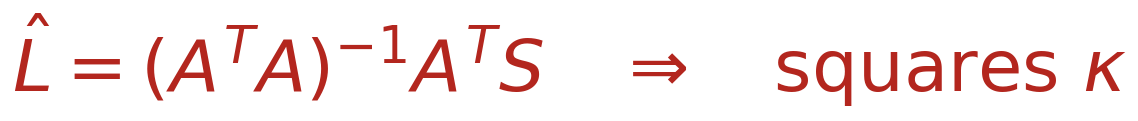 L̂ = (AᵀA)⁻¹AᵀS ⇒ squares κ